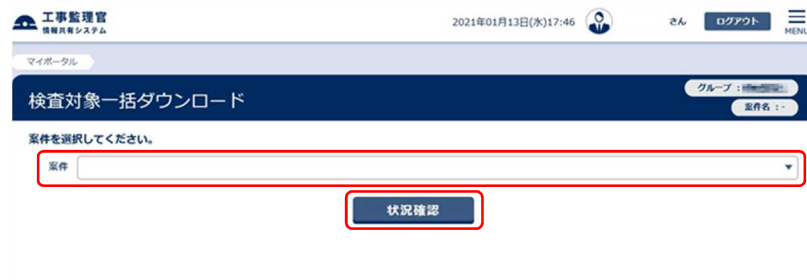 工事監理官
情報共有システム
2021年01月13日(水)17:46
さん
ログアウト
MENU
マイポータル
検査対象一括ダウンロード
グループ :
案件名 : -
案件を選択してください。
案件
状況確認